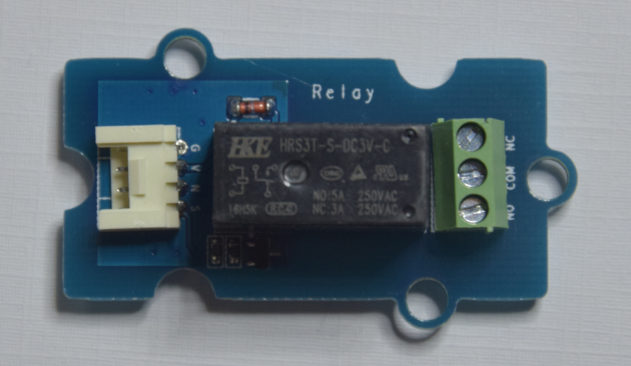 Relay
HKE HRS3T-S-DC3V-C
NO:5A 250VAC
NC:3A 250VAC
G
V
N
S
NC
COM
NO